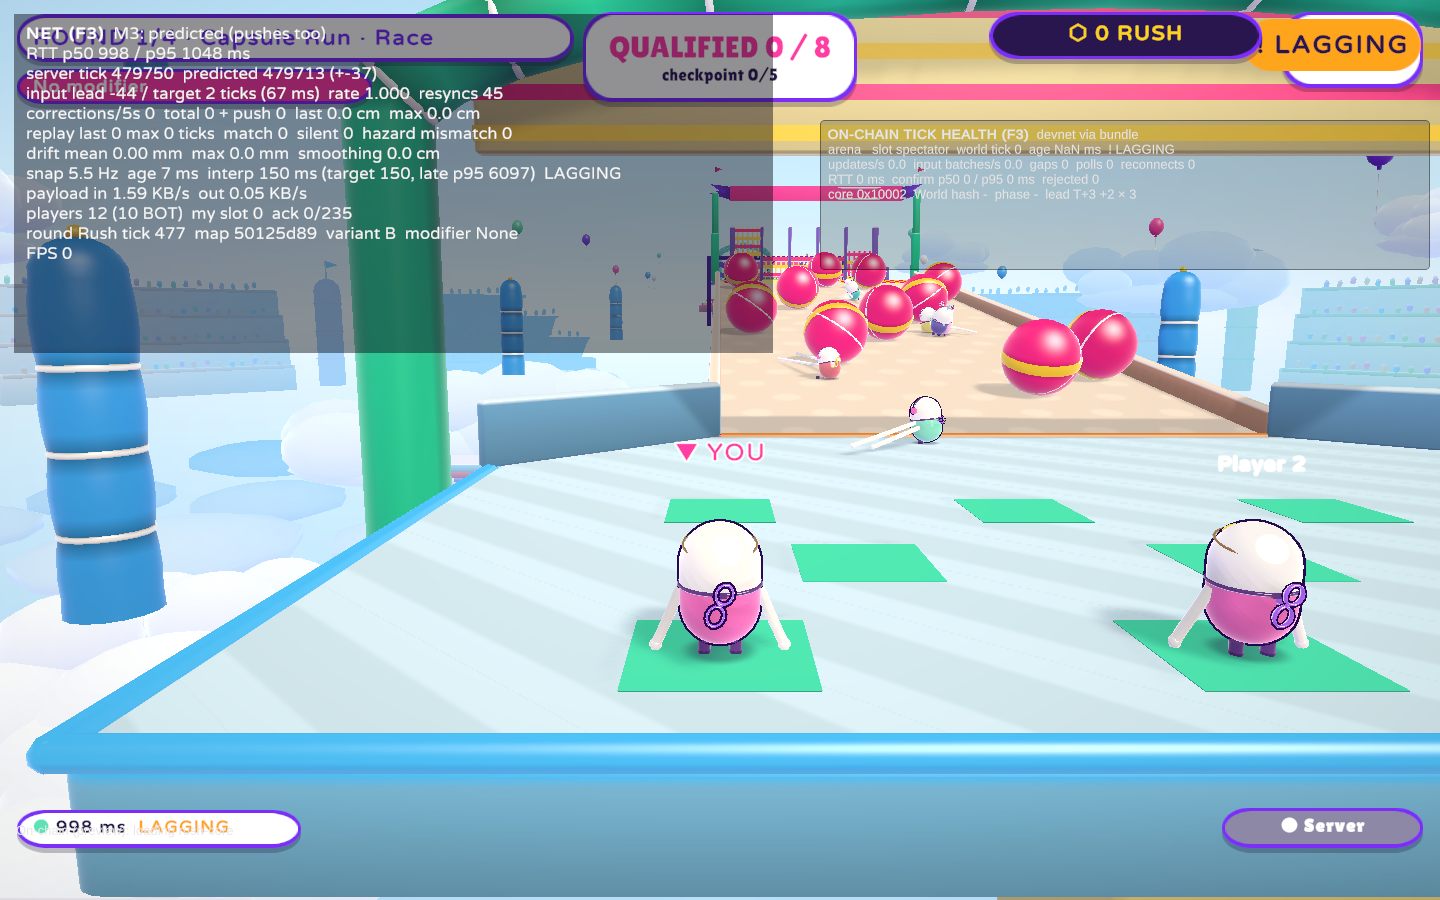 NET (F3) M3: predicted (pushes too)
RTT p50 998 / p95 1048 ms
server tick 479750 predicted 479713 (+-37)
input lead -44 / target 2 ticks (67 ms) rate 1.000 resyncs 45
corrections/5s 0 total 0 + push 0 last 0.0 cm max 0.0 cm
replay last 0 max 0 ticks match 0 silent 0 hazard mismatch 0
drift mean 0.00 mm max 0.0 mm smoothing 0.0 cm
snap 5.5 Hz age 7 ms interp 150 ms (target 150, late p95 6097) LAGGING
payload in 1.59 KB/s out 0.05 KB/s
players 12 (10 BOT) my slot 0 ack 0/235
round Rush tick 477 map 50125d89 variant B modifier None
FPS 0
ROUND 1/4 · Capsule Run · Race
No modifier
QUALIFIED 0 / 8
checkpoint 0/5
0 RUSH
! LAGGING
ON-CHAIN TICK HEALTH (F3) devnet via bundle
arena slot spectator world tick 0 age NaN ms ! LAGGING
updates/s 0.0 input batches/s 0.0 gaps 0 polls 0 reconnects 0
RTT 0 ms confirm p50 0 / p95 0 ms rejected 0
core 0x10002 World hash - phase - lead T+3 +2 × 3
▼ YOU
Player 2
998 ms LAGGING
Server